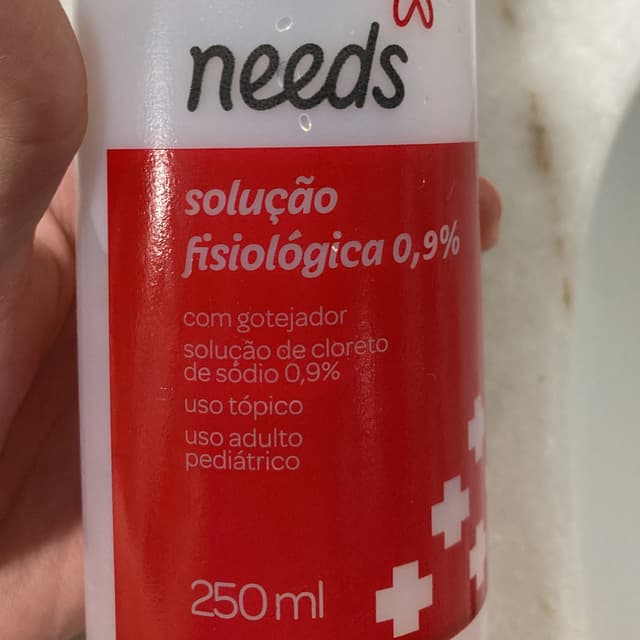 needs
solução
fisiológica 0,9%
com gotejador
solução de cloreto
de sódio 0,9%
uso tópico
uso adulto
pediátrico
250 ml